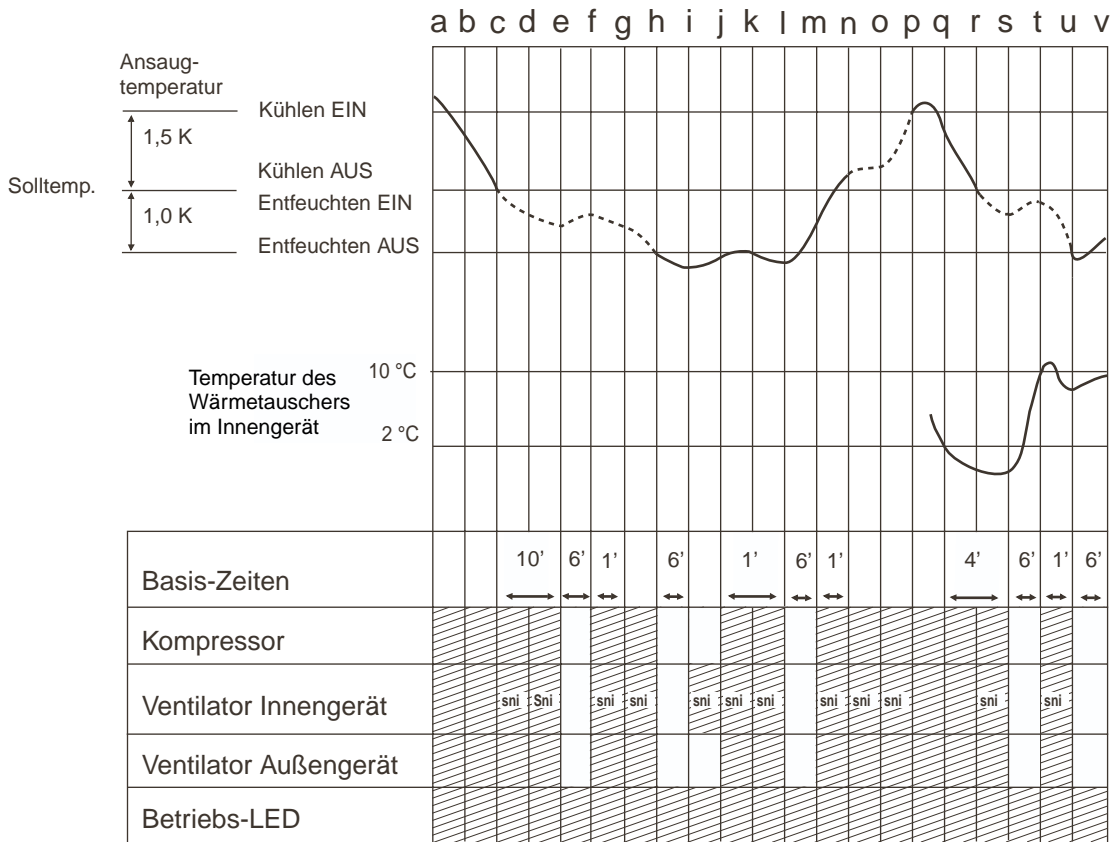 a b c d e f g h i j k l m n o p q r s t u v
Ansaug-
temperatur
Kühlen EIN
1,5 K
Kühlen AUS
Solltemp.
Entfeuchten EIN
1,0 K
Entfeuchten AUS
10 °C
Temperatur des
Wärmetauschers
im Innengerät
2 °C
Basis-Zeiten 10’ 6’ 1’ 6’ 1’ 6’ 1’ 4’ 6’ 1’ 6’
Kompressor
Ventilator Innengerät sni Sni sni sni sni sni sni sni sni sni sni sni
Ventilator Außengerät
Betriebs-LED